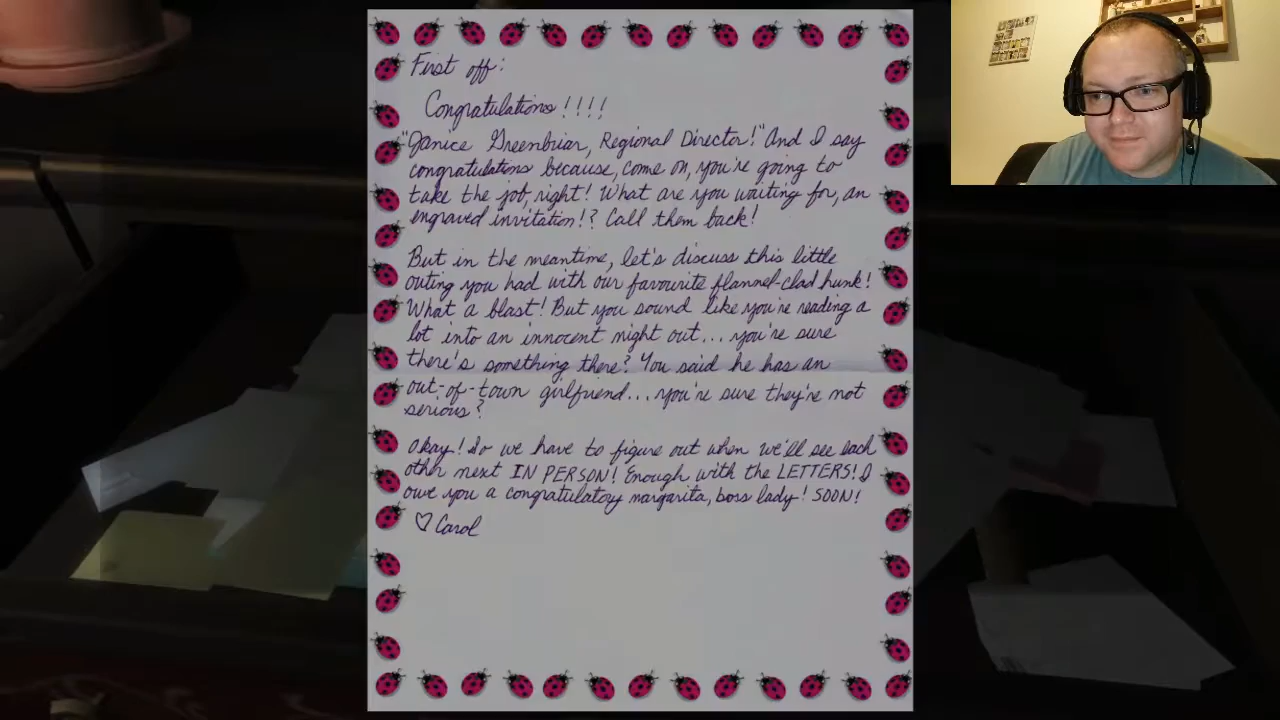 First off:
Congratulations!!!!
"Janice Greenbriar, Regional Director!" And I say
congratulations because, come on, you're going to
take the job, right! What are you waiting for, an
engraved invitation!? Call them back!
But in the meantime, let's discuss this little
outing you had with our favourite flannel-clad hunk!
What a blast! But you sound like you're reading a
lot into an innocent night out... you're sure
there's something there? You said he has an
out-of-town girlfriend... you're sure they're not
serious?
Okay! So we have to figure out when we'll see each
other next IN PERSON! Enough with the LETTERS! I
owe you a congratulatory margarita, boss lady! SOON!
♡ Carol